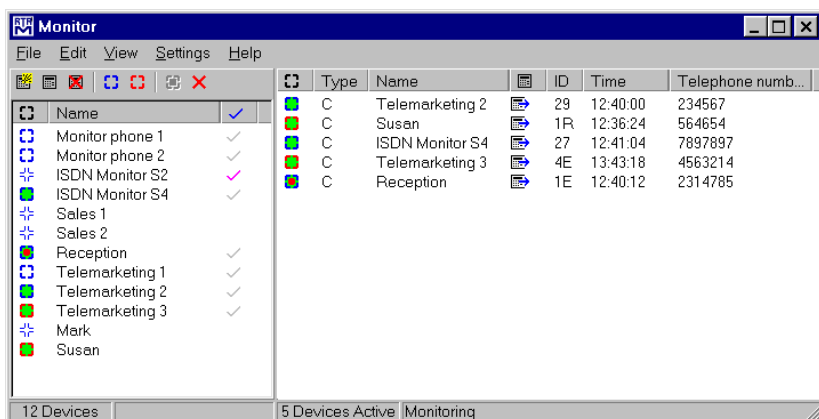 RTR Monitor
File Edit View Settings Help
Name
Monitor phone 1
Monitor phone 2
ISDN Monitor S2
ISDN Monitor S4
Sales 1
Sales 2
Reception
Telemarketing 1
Telemarketing 2
Telemarketing 3
Mark
Susan
12 Devices
Type Name ID Time Telephone numb...
C Telemarketing 2 29 12:40:00 234567
C Susan 1R 12:36:24 564654
C ISDN Monitor S4 27 12:41:04 7897897
C Telemarketing 3 4E 13:43:18 4563214
C Reception 1E 12:40:12 2314785
5 Devices Active Monitoring